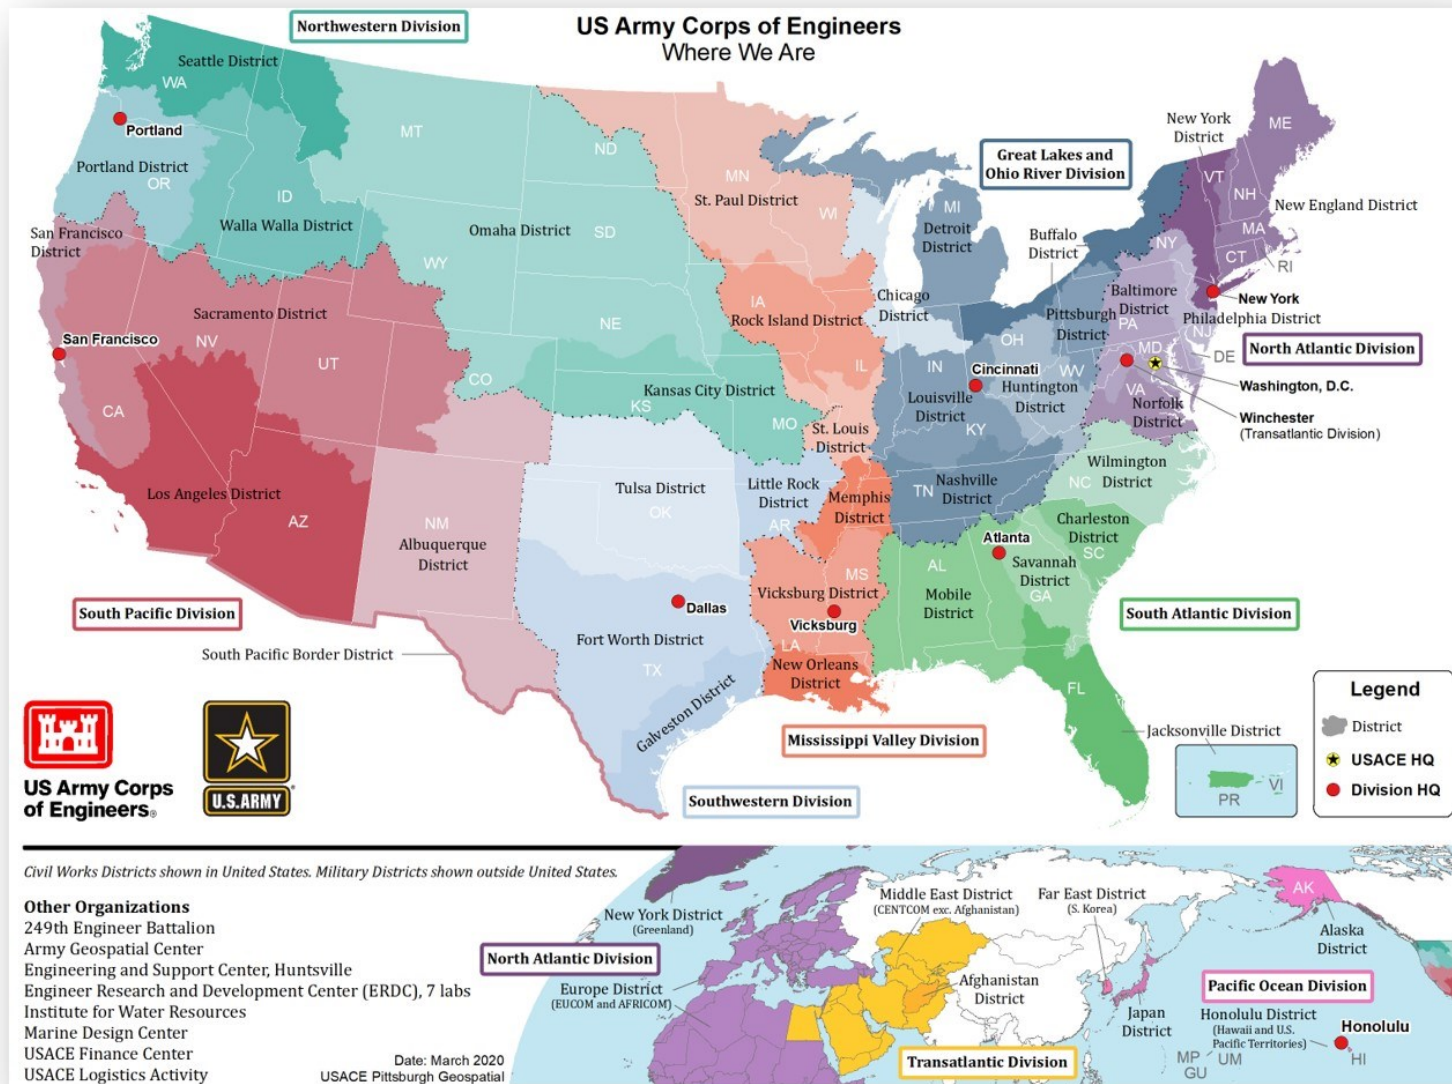 US Army Corps of Engineers
Where We Are
Northwestern Division
Seattle District
WA
Portland
Portland District
OR
ID
Walla Walla District
MT
ND
Omaha District
SD
WY
NE
CO
Kansas City District
KS
MO
MN
St. Paul District
WI
IA
Rock Island District
IL
St. Louis
District
Great Lakes and
Ohio River Division
MI
Detroit
District
Buffalo
District
Chicago
District
Pittsburgh
District
OH
IN
Cincinnati
Louisville
District
Huntington
District
WV
KY
TN
Nashville
District
New York
District
ME
VT
NH
New England District
MA
NY
CT
RI
Baltimore
District
PA
New York
Philadelphia District
NJ
MD
DE
North Atlantic Division
Washington, D.C.
VA
Norfolk
District
Winchester
(Transatlantic Division)
San Francisco
District
San Francisco
Sacramento District
NV
UT
CA
Los Angeles District
AZ
NM
Albuquerque
District
South Pacific Division
South Pacific Border District
Tulsa District
OK
Little Rock
District
AR
Memphis
District
Dallas
Fort Worth District
TX
Galveston District
Southwestern Division
MS
Vicksburg District
Vicksburg
LA
New Orleans
District
Mississippi Valley Division
Wilmington
District
NC
Charleston
District
SC
Atlanta
Savannah
District
GA
AL
Mobile
District
South Atlantic Division
FL
Jacksonville District
PR
VI
Legend
District
USACE HQ
Division HQ
US Army Corps
of Engineers®
U.S.ARMY
Civil Works Districts shown in United States. Military Districts shown outside United States.
Other Organizations
249th Engineer Battalion
Army Geospatial Center
Engineering and Support Center, Huntsville
Engineer Research and Development Center (ERDC), 7 labs
Institute for Water Resources
Marine Design Center
USACE Finance Center
USACE Logistics Activity
Date: March 2020
USACE Pittsburgh Geospatial
New York District
(Greenland)
North Atlantic Division
Europe District
(EUCOM and AFRICOM)
Middle East District
(CENTCOM exc. Afghanistan)
Far East District
(S. Korea)
Afghanistan
District
Transatlantic Division
AK
Alaska
District
Pacific Ocean Division
Japan
District
Honolulu District
(Hawaii and U.S.
Pacific Territories)
Honolulu
HI
MP
UM
GU